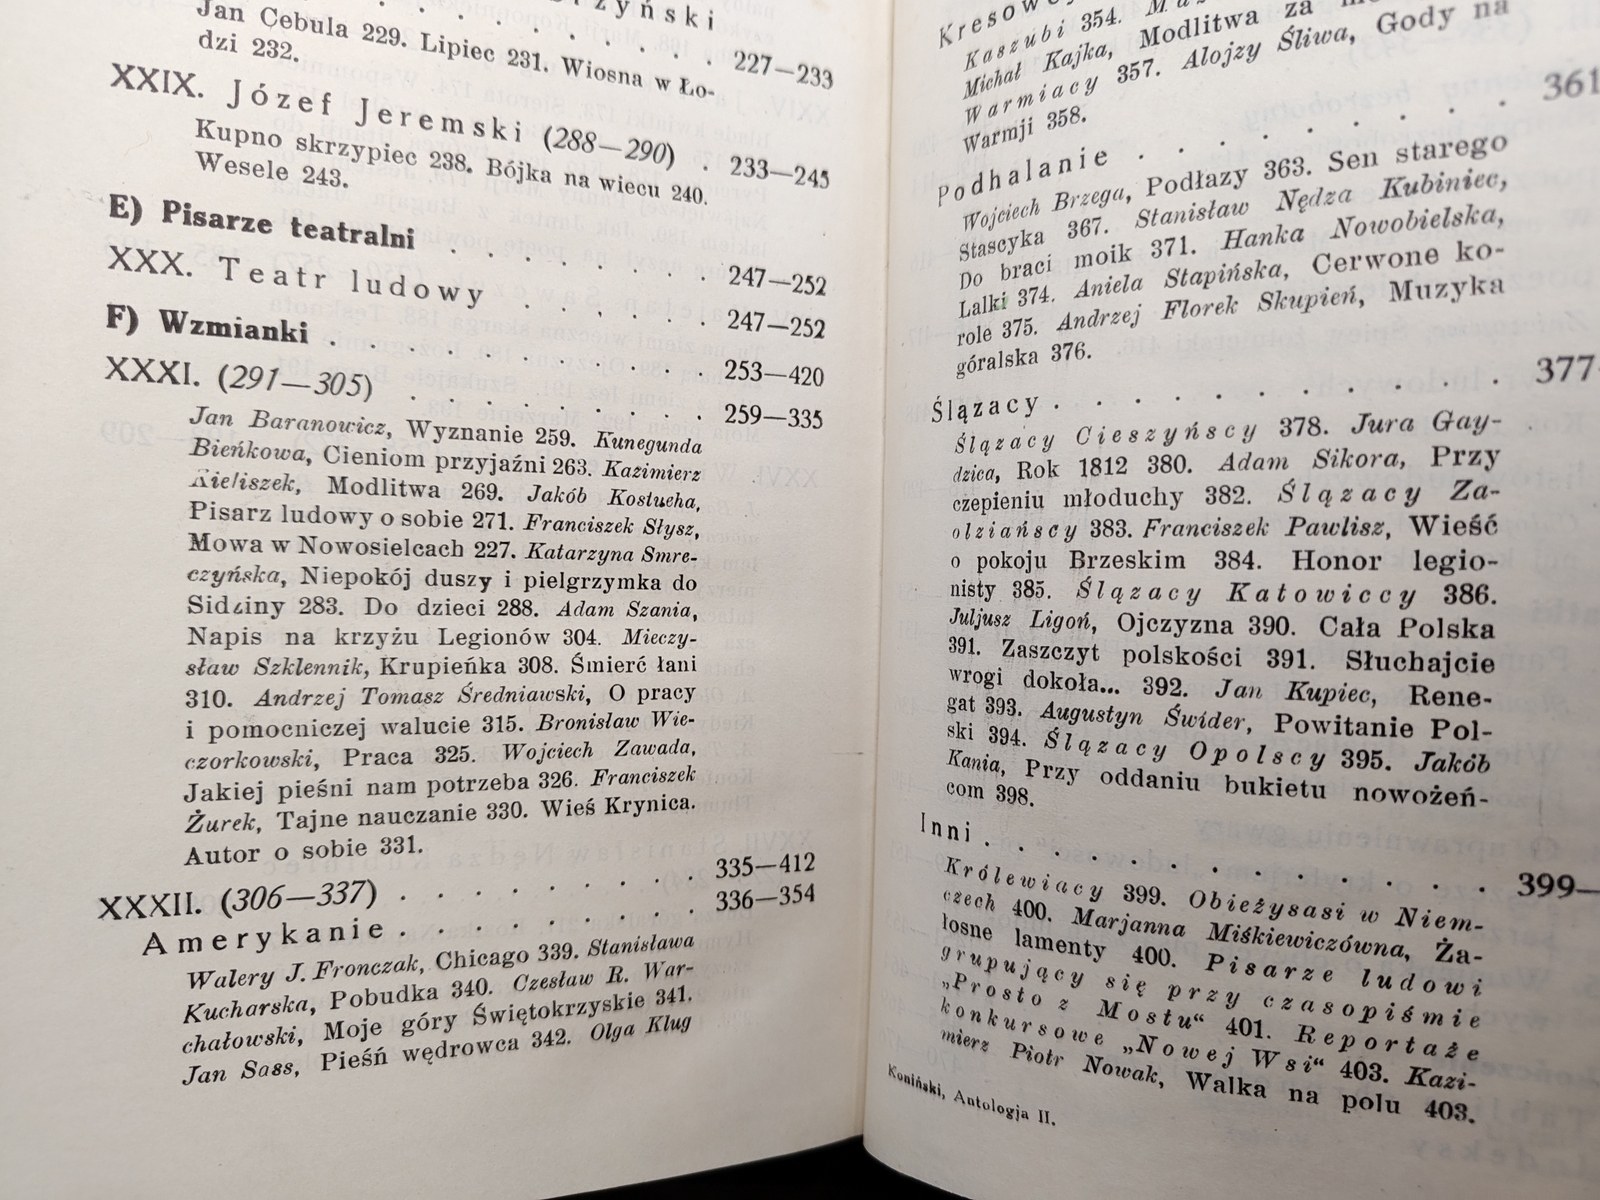 Jan Cebula 229. Lipiec 231. Wiosna w Ło-
dzi 232.
227—233
XXIX. Józef Jeremski (288—290) . 233—245
Kupno skrzypiec 238. Bójka na wiecu 240.
Wesele 243.
E) Pisarze teatralni . . . . . . . . 247—252
XXX. Teatr ludowy . . . . . . 247—252
F) Wzmianki . . . . . . . . . . 253—420
XXXI. (291—305) . . . . . . . . . 259—335
Jan Baranowicz, Wyznanie 259. Kunegunda
Bieńkowa, Cieniom przyjaźni 263. Kazimierz
Kieliszek, Modlitwa 269. Jakób Kostucha,
Pisarz ludowy o sobie 271. Franciszek Słysz,
Mowa w Nowosielcach 227. Katarzyna Smre-
czyńska, Niepokój duszy i pielgrzymka do
Sidziny 283. Do dzieci 288. Adam Szania,
Napis na krzyżu Legionów 304. Mieczy-
sław Szklennik, Krupieńka 308. Śmierć łani
310. Andrzej Tomasz Średniawski, O pracy
i pomocniczej walucie 315. Bronisław Wie-
czorkowski, Praca 325. Wojciech Zawada,
Jakiej pieśni nam potrzeba 326. Franciszek
Żurek, Tajne nauczanie 330. Wieś Krynica.
Autor o sobie 331.
XXXII. (306—337) . . . . . . . . . 335—412
Amerykanie . . . . . . . . . 336—354
Walery J. Fronczak, Chicago 339. Stanisława
Kucharska, Pobudka 340. Czesław R. War-
chałowski, Moje góry Świętokrzyskie 341.
Jan Sass, Pieśń wędrowca 342. Olga Klug
Kaszubi 354.
Michał Kajka, Modlitwa za
Warmiacy 357. Alojzy Śliwa, Gody na
Warmji 358.
Podhalanie . . . . . . . . . 361
Wojciech Brzega, Podłazy 363. Sen starego
Stascyka 367. Stanisław Nędza Kubiniec,
Do braci moik 371. Hanka Nowobielska,
Lalki 374. Aniela Stapińska, Cerwone ko-
role 375. Andrzej Florek Skupień, Muzyka
góralska 376.
Ślązacy . . . . . . . . . . . 377
Ślązacy Cieszyńscy 378. Jura Gay-
dzica, Rok 1812 380. Adam Sikora, Przy
czepieniu młoduchy 382. Ślązacy Za-
olziańscy 383. Franciszek Pawlisz, Wieść
o pokoju Brzeskim 384. Honor legio-
nisty 385. Ślązacy Katowiccy 386.
Juljusz Ligoń, Ojczyzna 390. Cała Polska
391. Zaszczyt polskości 391. Słuchajcie
wrogi dokoła... 392. Jan Kupiec, Rene-
gat 393. Augustyn Świder, Powitanie Pol-
ski 394. Ślązacy Opolscy 395. Jakób
Kania, Przy oddaniu bukietu nowożeń-
com 398.
Inni . . . . . . . . . . . . 399—
Królewiacy 399. Obieżysasi w Niem-
czech 400. Marjanna Miśkiewiczówna, Ża-
łosne lamenty 400. Pisarze ludowi
grupujący się przy czasopiśmie
„Prosto z Mostu“ 401. Reportaże
konkursowe „Nowej Wsi“ 403. Kazi-
mierz Piotr Nowak, Walka na polu 403.
Koniński, Antologja II.